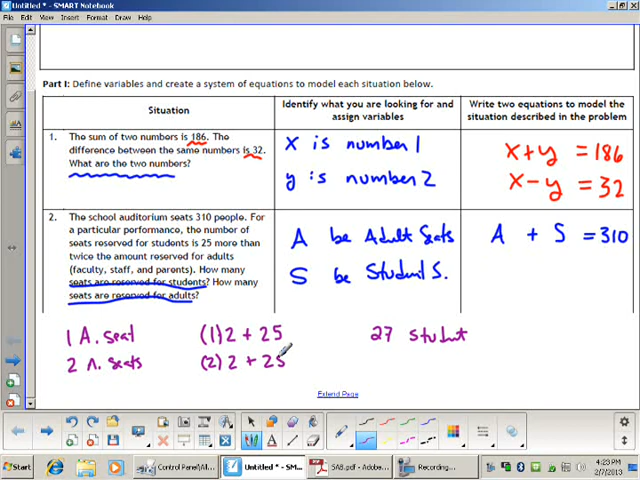 Untitled * - SMART Notebook
File Edit View Insert Format Draw Help
Part I: Define variables and create a system of equations to model each situation below.
Situation
Identify what you are looking for and assign variables
Write two equations to model the situation described in the problem
1. The sum of two numbers is 186. The
difference between the same numbers is 32.
What are the two numbers?
x is number 1
y is number 2
x + y = 186
x - y = 32
2. The school auditorium seats 310 people. For
a particular performance, the number of
seats reserved for students is 25 more than
twice the amount reserved for adults
(faculty, staff, and parents). How many
seats are reserved for students? How many
seats are reserved for adults?
A be Adult Seats
S be Student S.
A + S = 310
1 A. seat (1)2 + 25 27 student
2 A. seats (2)2 + 25
Extend Page
Start Control Panel\Al... Untitled * - SM... SAB.pdf - Adobe... Recording... 4:23 PM
Thursday
2/7/2013